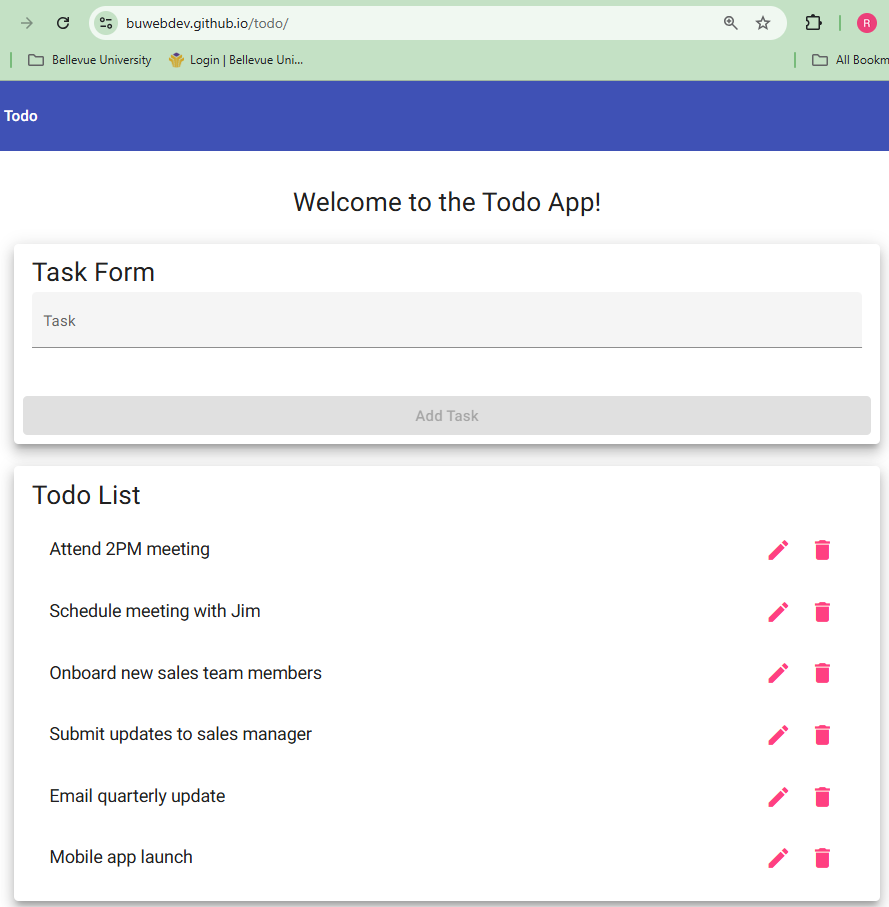 buwebdev.github.io/todo/
Bellevue University Login | Bellevue Uni... All Bookm
Todo
Welcome to the Todo App!
Task Form
Task
Add Task
Todo List
Attend 2PM meeting
Schedule meeting with Jim
Onboard new sales team members
Submit updates to sales manager
Email quarterly update
Mobile app launch